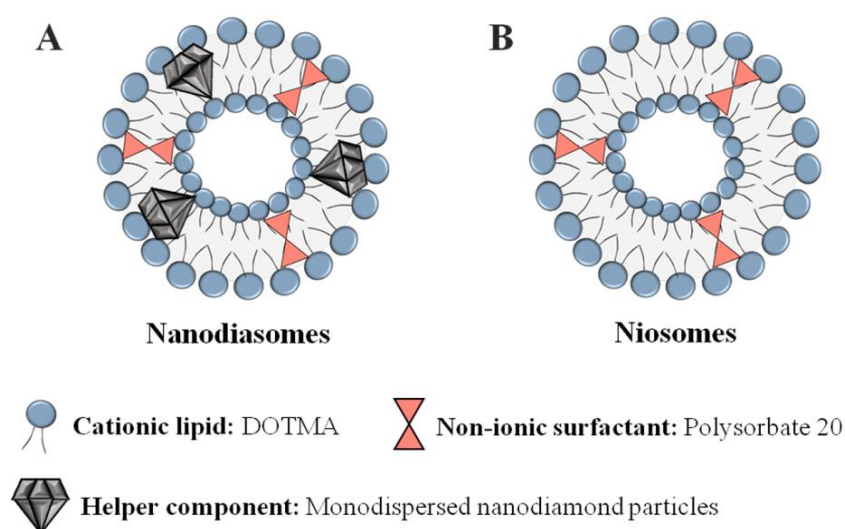 A
B
Nanodiasomes
Niosomes
Cationic lipid: DOTMA
Non-ionic surfactant: Polysorbate 20
Helper component: Monodispersed nanodiamond particles